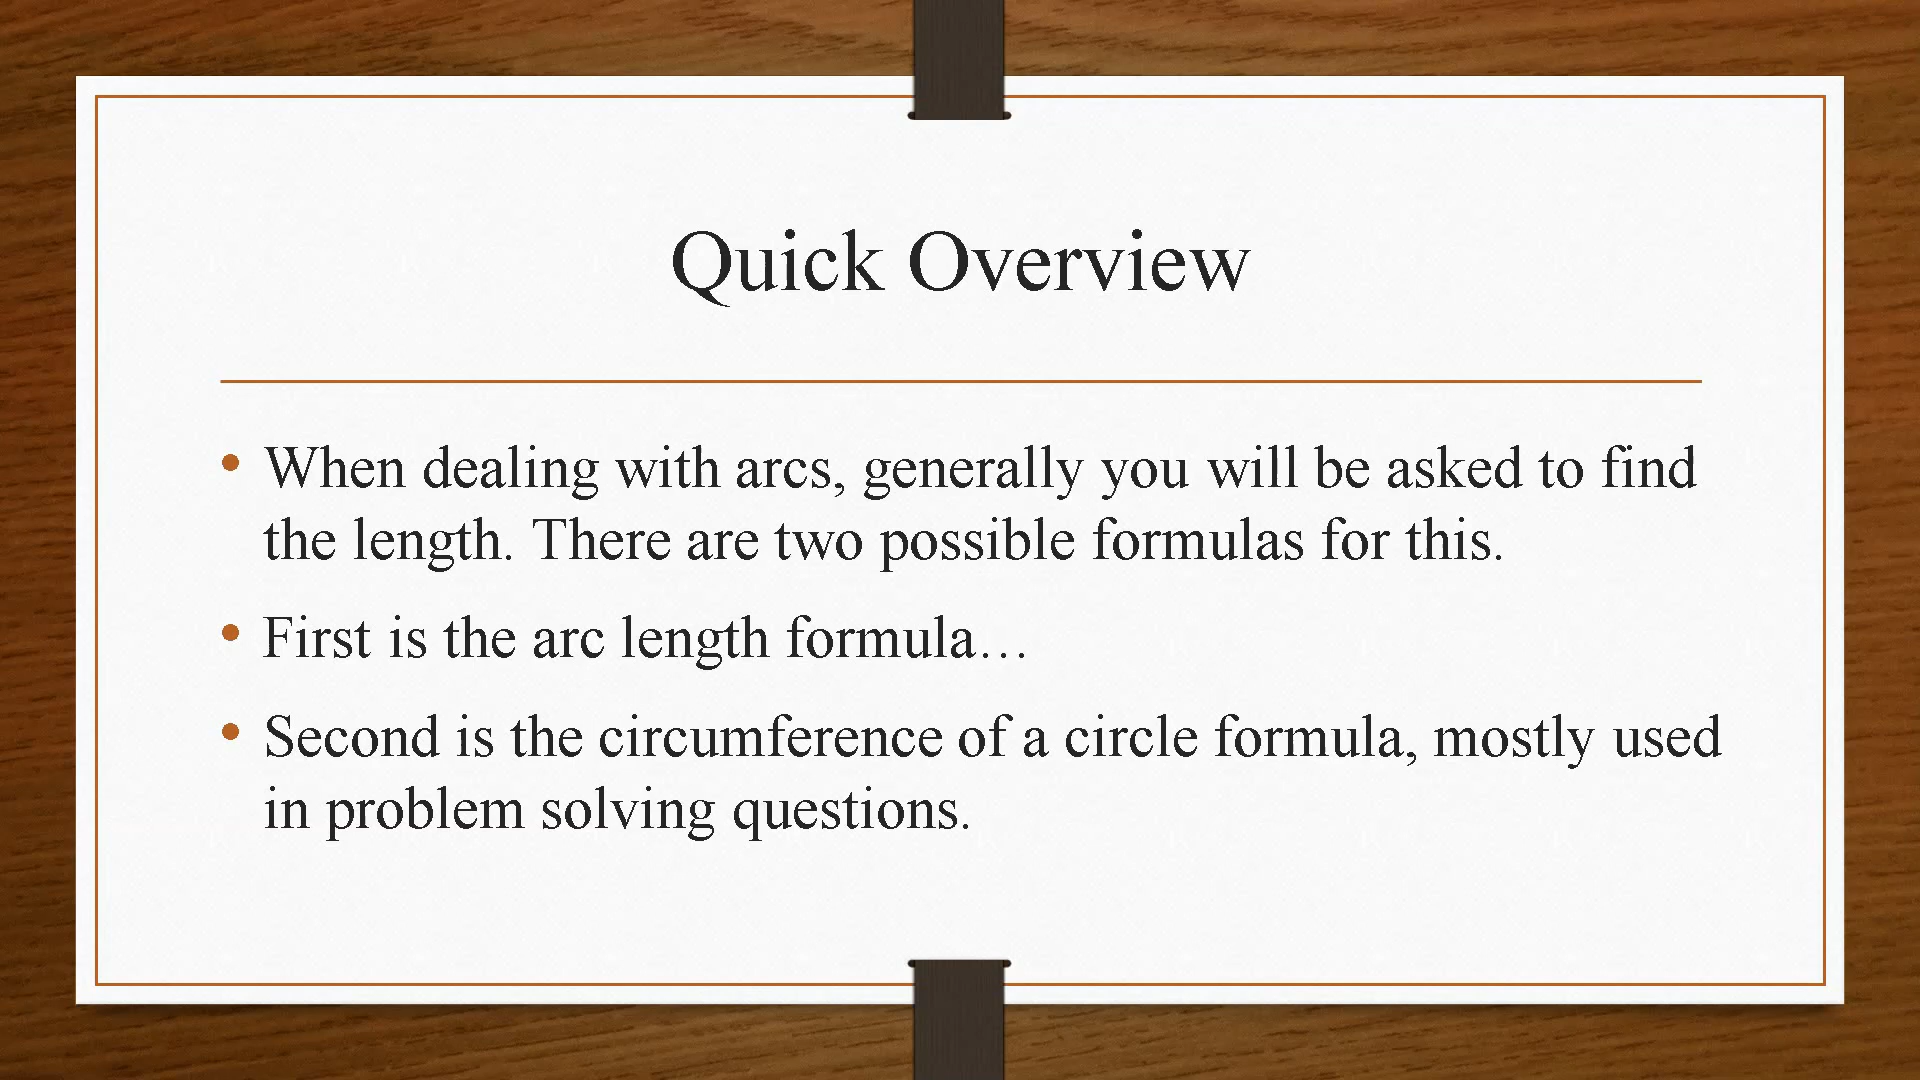 Quick Overview
• When dealing with arcs, generally you will be asked to find
the length. There are two possible formulas for this.
• First is the arc length formula…
• Second is the circumference of a circle formula, mostly used
in problem solving questions.